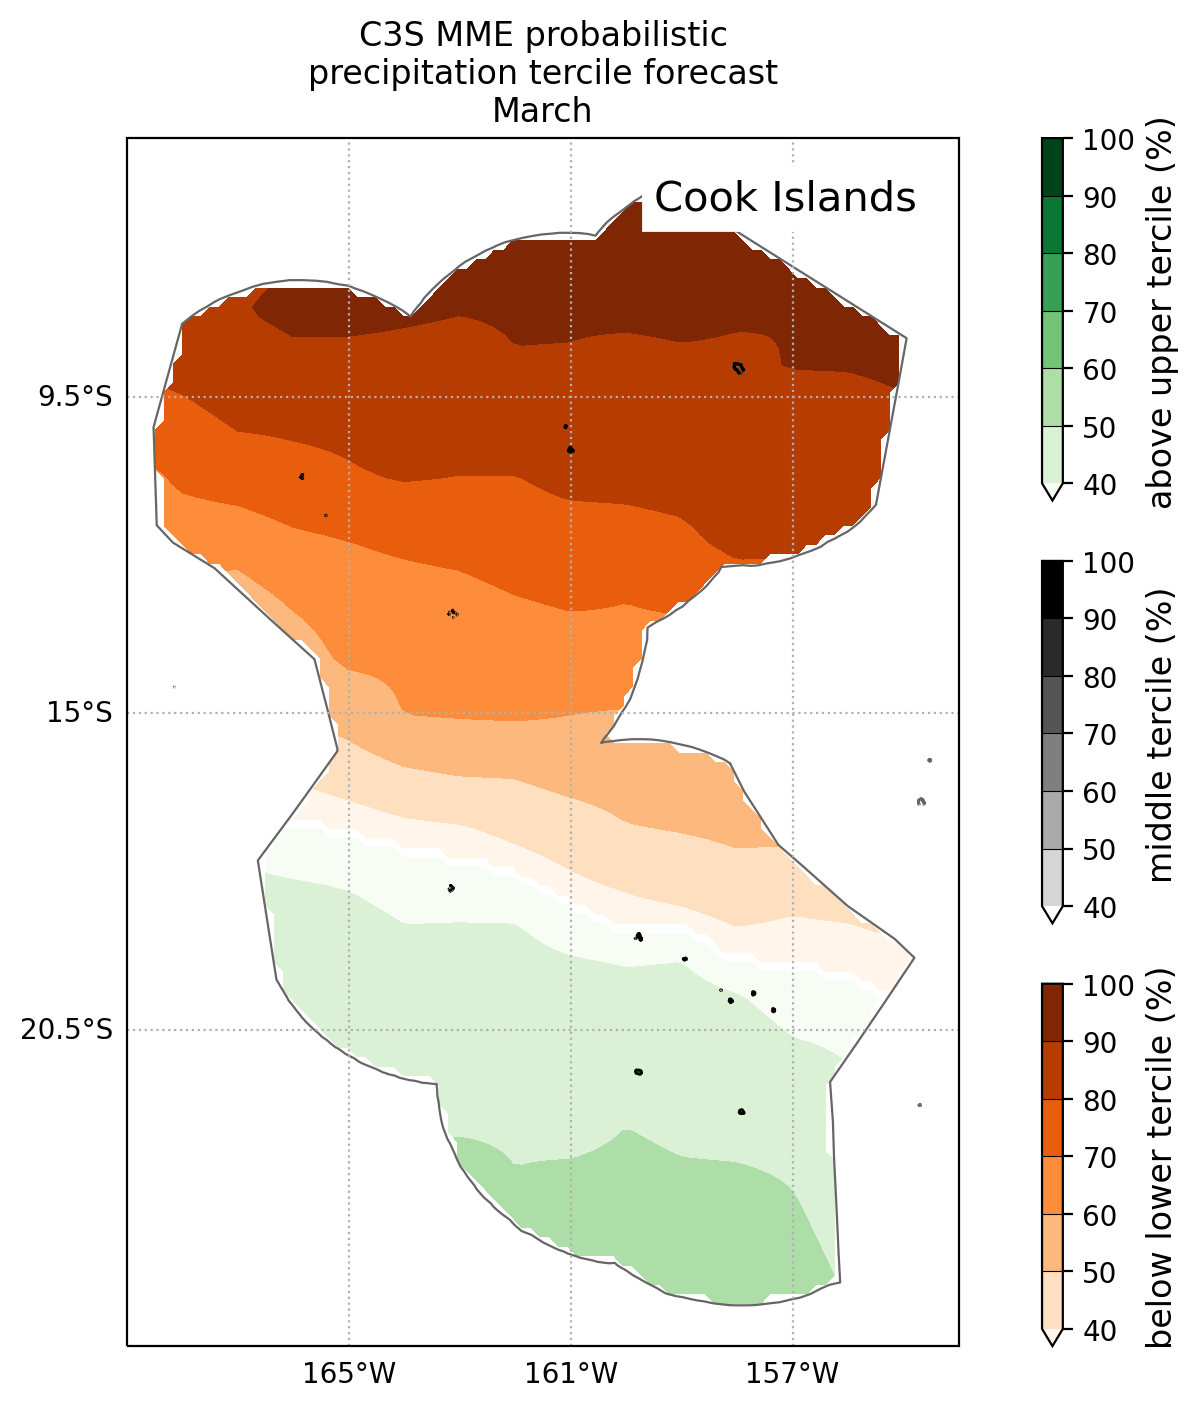 C3S MME probabilistic
precipitation tercile forecast
March
Cook Islands
9.5°S
15°S
20.5°S
165°W
161°W
157°W
100
90
80
70
60
50
40
above upper tercile (%)
100
90
80
70
60
50
40
middle tercile (%)
100
90
80
70
60
50
40
below lower tercile (%)